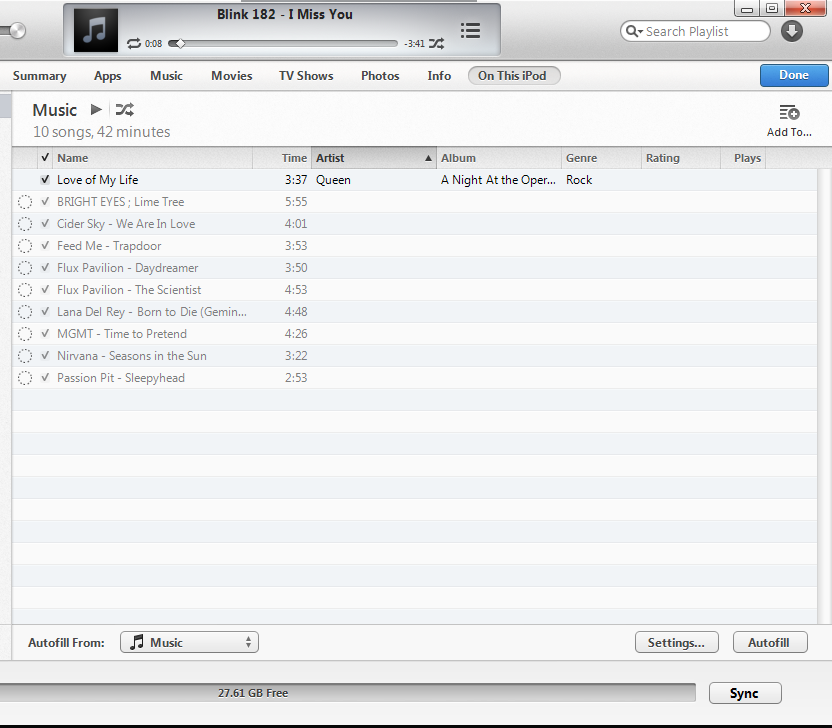 Blink 182 - I Miss You
0:08 -3:41
Search Playlist
Summary Apps Music Movies TV Shows Photos Info On This iPod Done
Music
10 songs, 42 minutes
Add To...
Name Time Artist Album Genre Rating Plays
Love of My Life 3:37 Queen A Night At the Oper... Rock
BRIGHT EYES ; Lime Tree 5:55
Cider Sky - We Are In Love 4:01
Feed Me - Trapdoor 3:53
Flux Pavilion - Daydreamer 3:50
Flux Pavilion - The Scientist 4:53
Lana Del Rey - Born to Die (Gemin... 4:48
MGMT - Time to Pretend 4:26
Nirvana - Seasons in the Sun 3:22
Passion Pit - Sleepyhead 2:53
Autofill From: Music Settings... Autofill
27.61 GB Free Sync